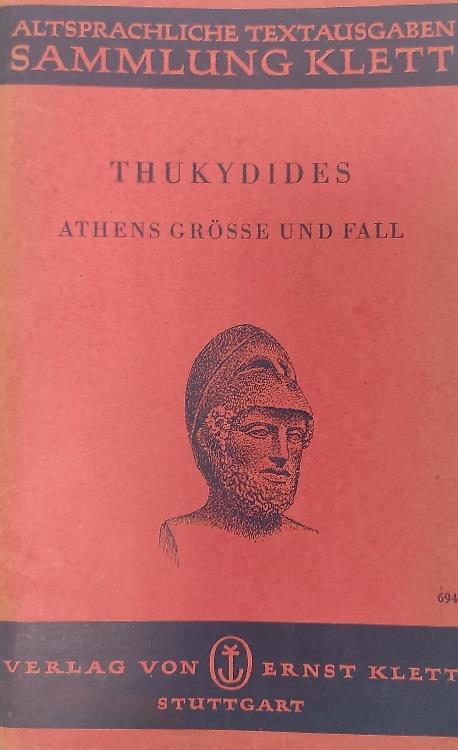 ALTSPRACHLICHE TEXTAUSGABEN
SAMMLUNG KLETT
THUKYDIDES
ATHENS GRÖSSE UND FALL
694
VERLAG VON ERNST KLETT
STUTTGART